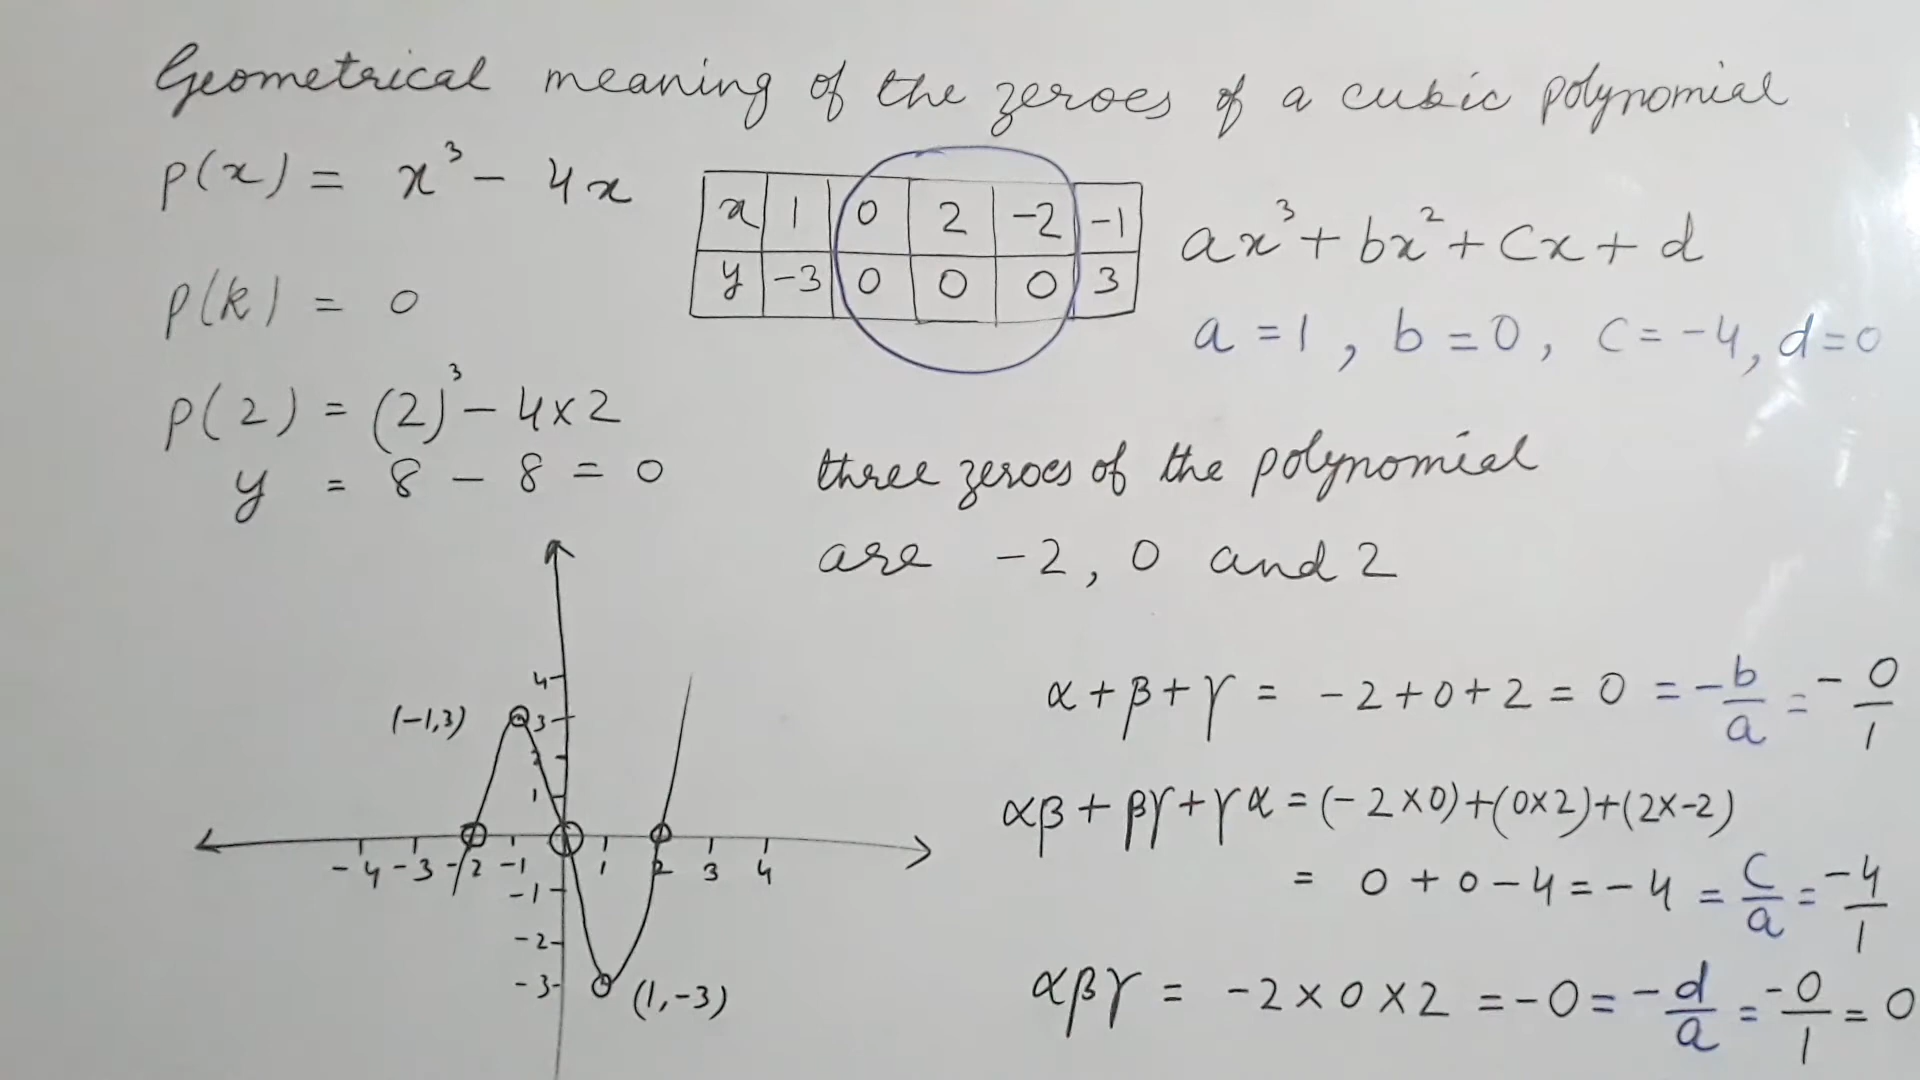 Geometrical meaning of the zeroes of a cubic polynomial
p(x) = x³ - 4x
x 1 0 2 -2 -1
y -3 0 0 0 3
ax³ + bx² + cx + d
a = 1, b = 0, c = -4, d = 0
p(k) = 0
p(2) = (2)³ - 4×2
y = 8 - 8 = 0
three zeroes of the polynomial
are -2, 0 and 2
4
(-1,3) 3
2
1
-4 -3 -2 -1 1 2 3 4
-1
-2
-3 (1,-3)
α + β + γ = -2 + 0 + 2 = 0 = -b/a = -0/1
αβ + βγ + γα = (-2×0)+(0×2)+(2×-2)
= 0 + 0 - 4 = -4 = c/a = -4/1
αβγ = -2×0×2 = -0 = -d/a = -0/1 = 0